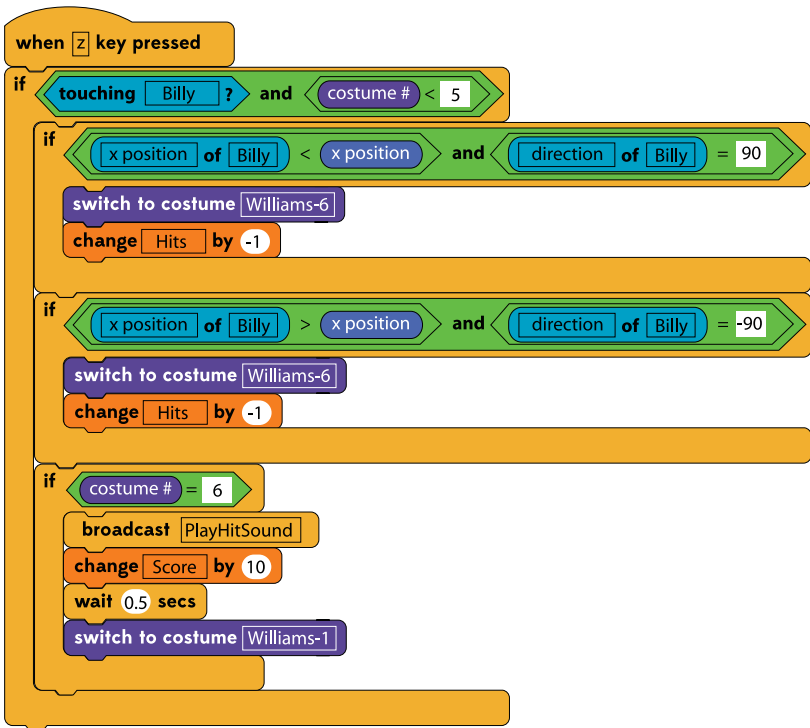 when z key pressed
if touching Billy ? and costume # < 5
if x position of Billy < x position and direction of Billy = 90
switch to costume Williams-6
change Hits by -1
if x position of Billy > x position and direction of Billy = -90
switch to costume Williams-6
change Hits by -1
if costume # = 6
broadcast PlayHitSound
change Score by 10
wait 0.5 secs
switch to costume Williams-1